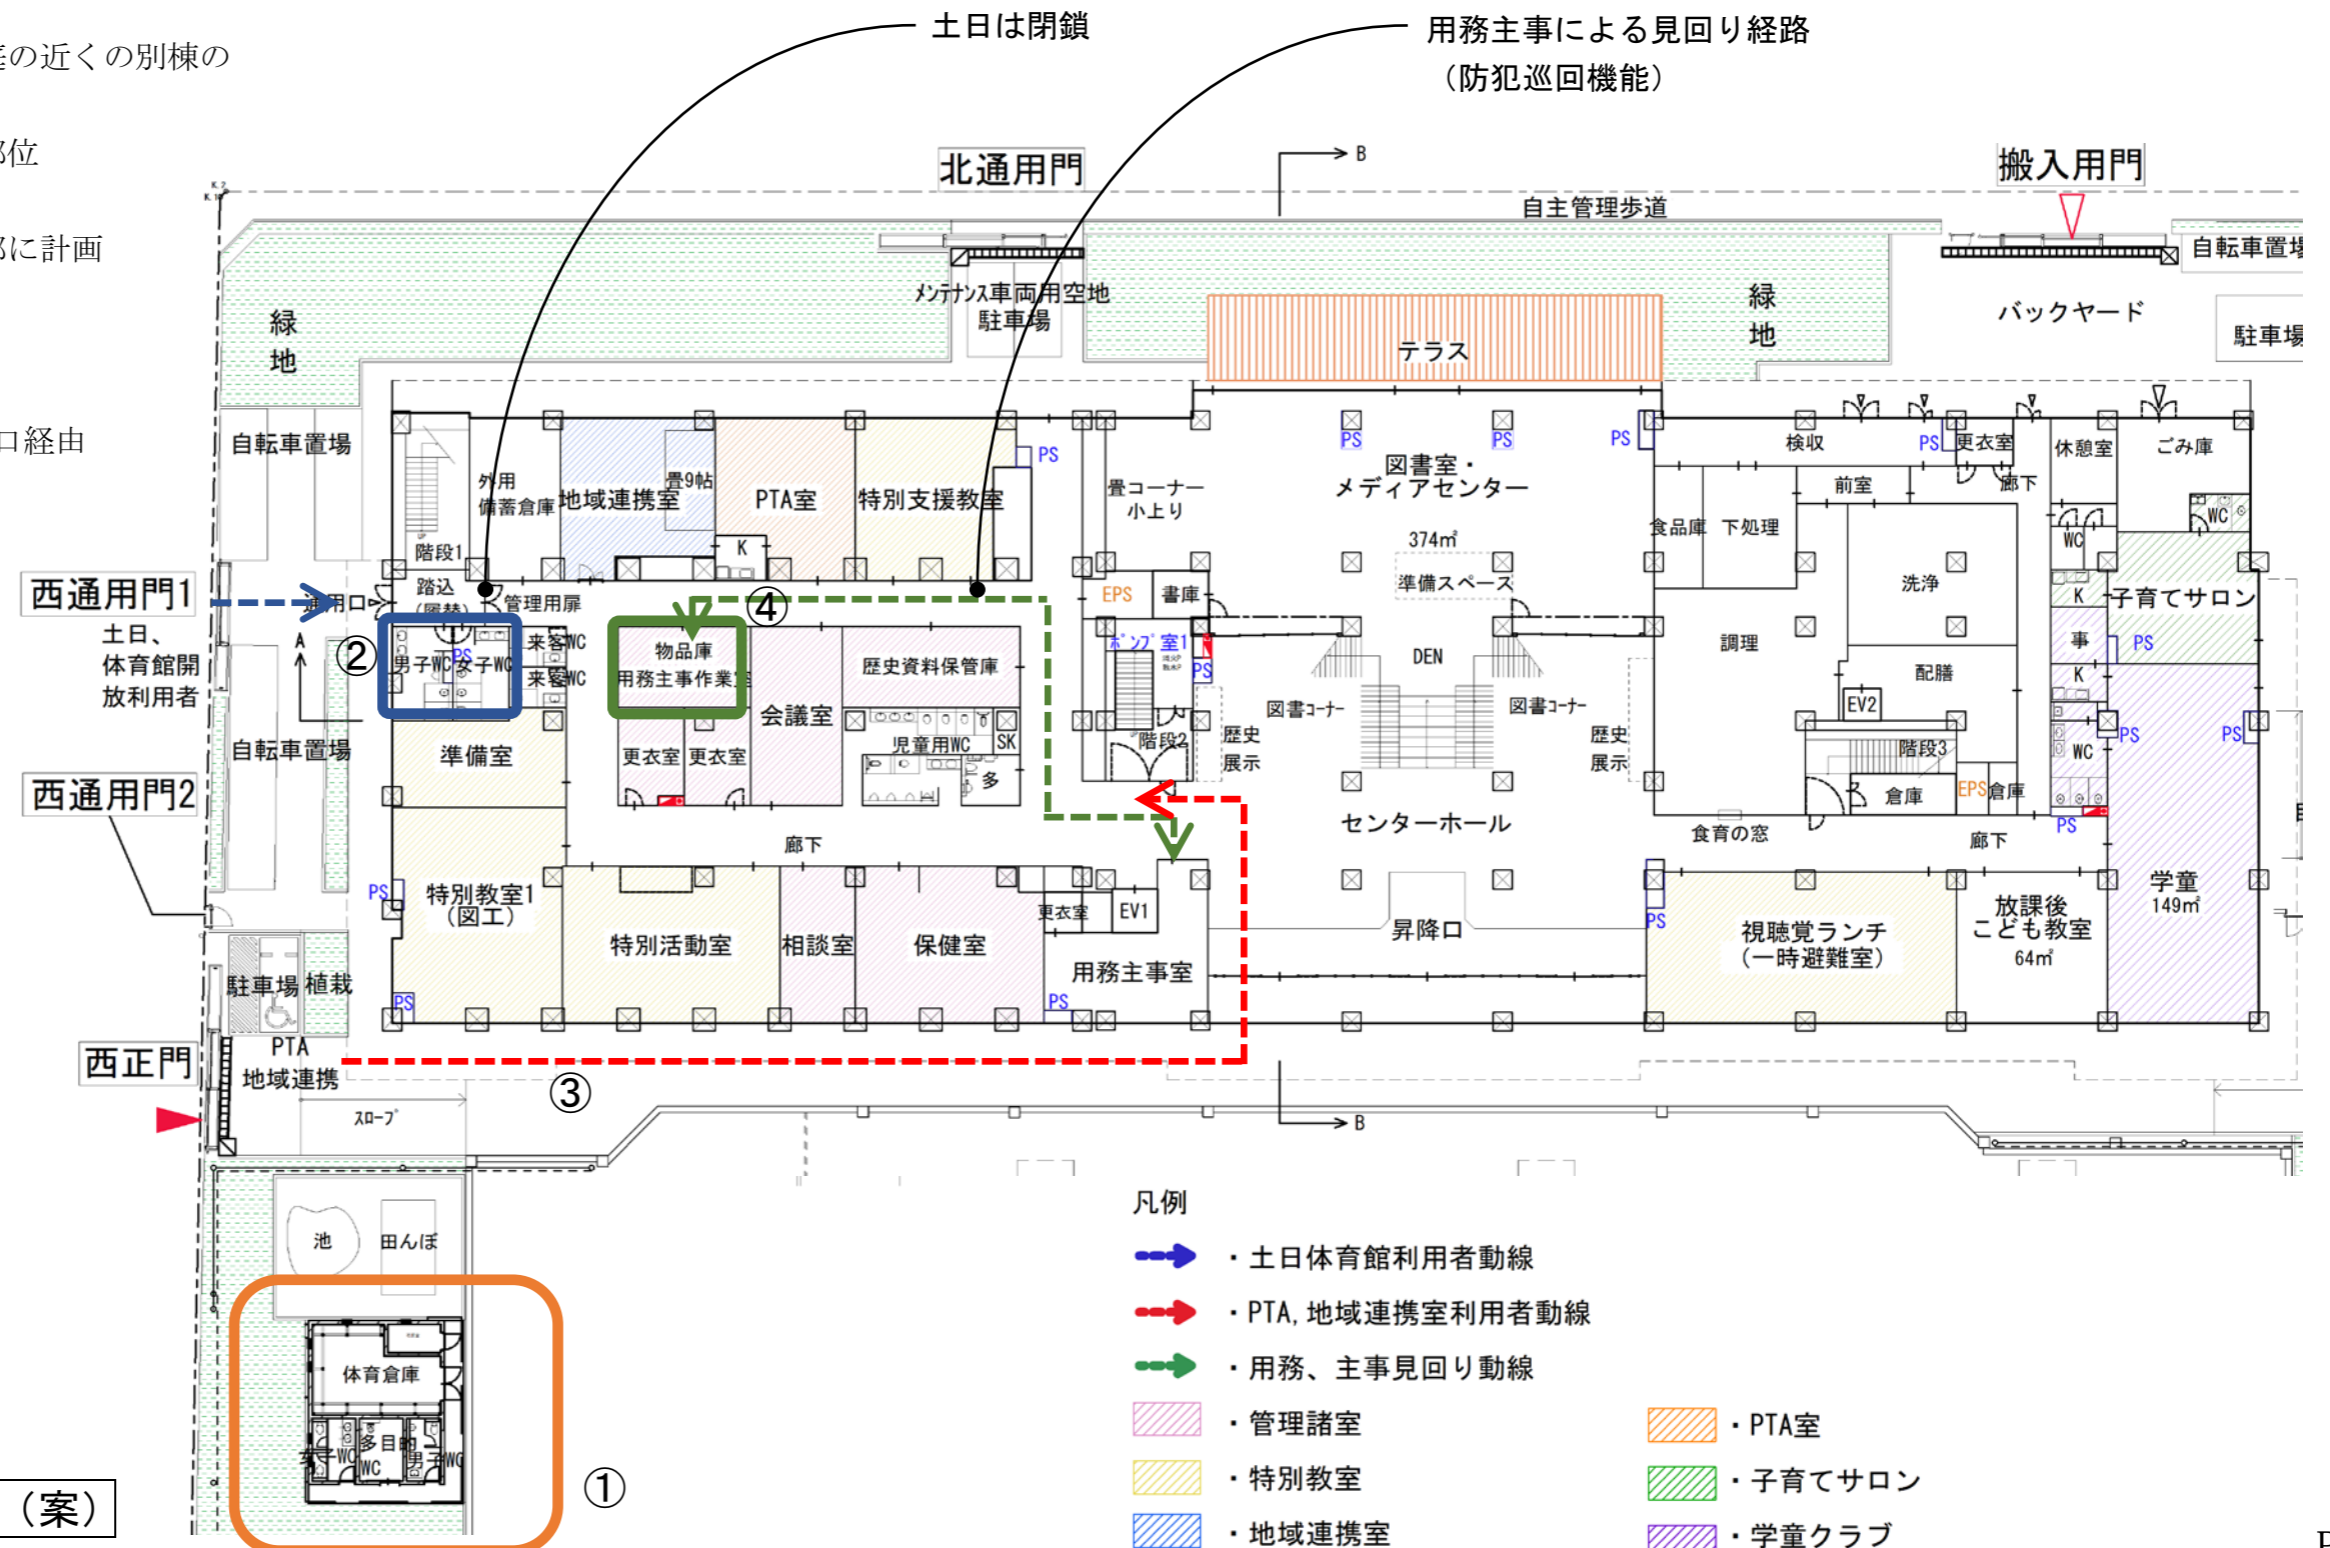 土日は閉鎖
用務主事による見回り経路
（防犯巡回機能）
の近くの別棟の
部位
部に計画
口経由
北通用門
搬入用門
B
K.2
自主管理歩道
自転車置場
メンテナンス車両用空地
駐車場
緑地
緑地
バックヤード
駐車場
テラス
自転車置場
外用
備蓄倉庫
地域連携室
畳9帖
PTA室
特別支援教室
PS
畳コーナー
小上り
PS
図書室・
メディアセンター
374㎡
PS
PS
検収
PS
更衣室
休憩室
ごみ庫
前室
廊下
WC
WC
食品庫
下処理
階段1
K
準備スペース
洗浄
西通用門1
通用口
踏込
（履替）
管理用扉
④
EPS
書庫
K
子育てサロン
土日、
体育館開
放利用者
A
②
男子WC
PS
女子WC
来客WC
来客WC
物品庫
用務主事作業室
歴史資料保管庫
ポンプ室1
PS
DEN
調理
配膳
事
PS
K
会議室
図書コーナー
図書コーナー
EV2
自転車置場
準備室
更衣室
更衣室
児童用WC
SK
多
階段2
歴史
展示
歴史
展示
階段3
WC
PS
PS
西通用門2
倉庫
EPS
倉庫
センターホール
食育の窓
廊下
PS
廊下
PS
特別教室1
（図工）
特別活動室
相談室
保健室
更衣室
EV1
昇降口
PS
視聴覚ランチ
（一時避難室）
放課後
こども教室
64㎡
学童
149㎡
駐車場
植栽
PS
用務主事室
PS
西正門
PTA
地域連携
③
スロープ
B
池
田んぼ
体育倉庫
女子WC
多目的
WC
男子WC
①
（案）
凡例
・土日体育館利用者動線
・PTA,地域連携室利用者動線
・用務、主事見回り動線
・管理諸室
・PTA室
・特別教室
・子育てサロン
・地域連携室
・学童クラブ